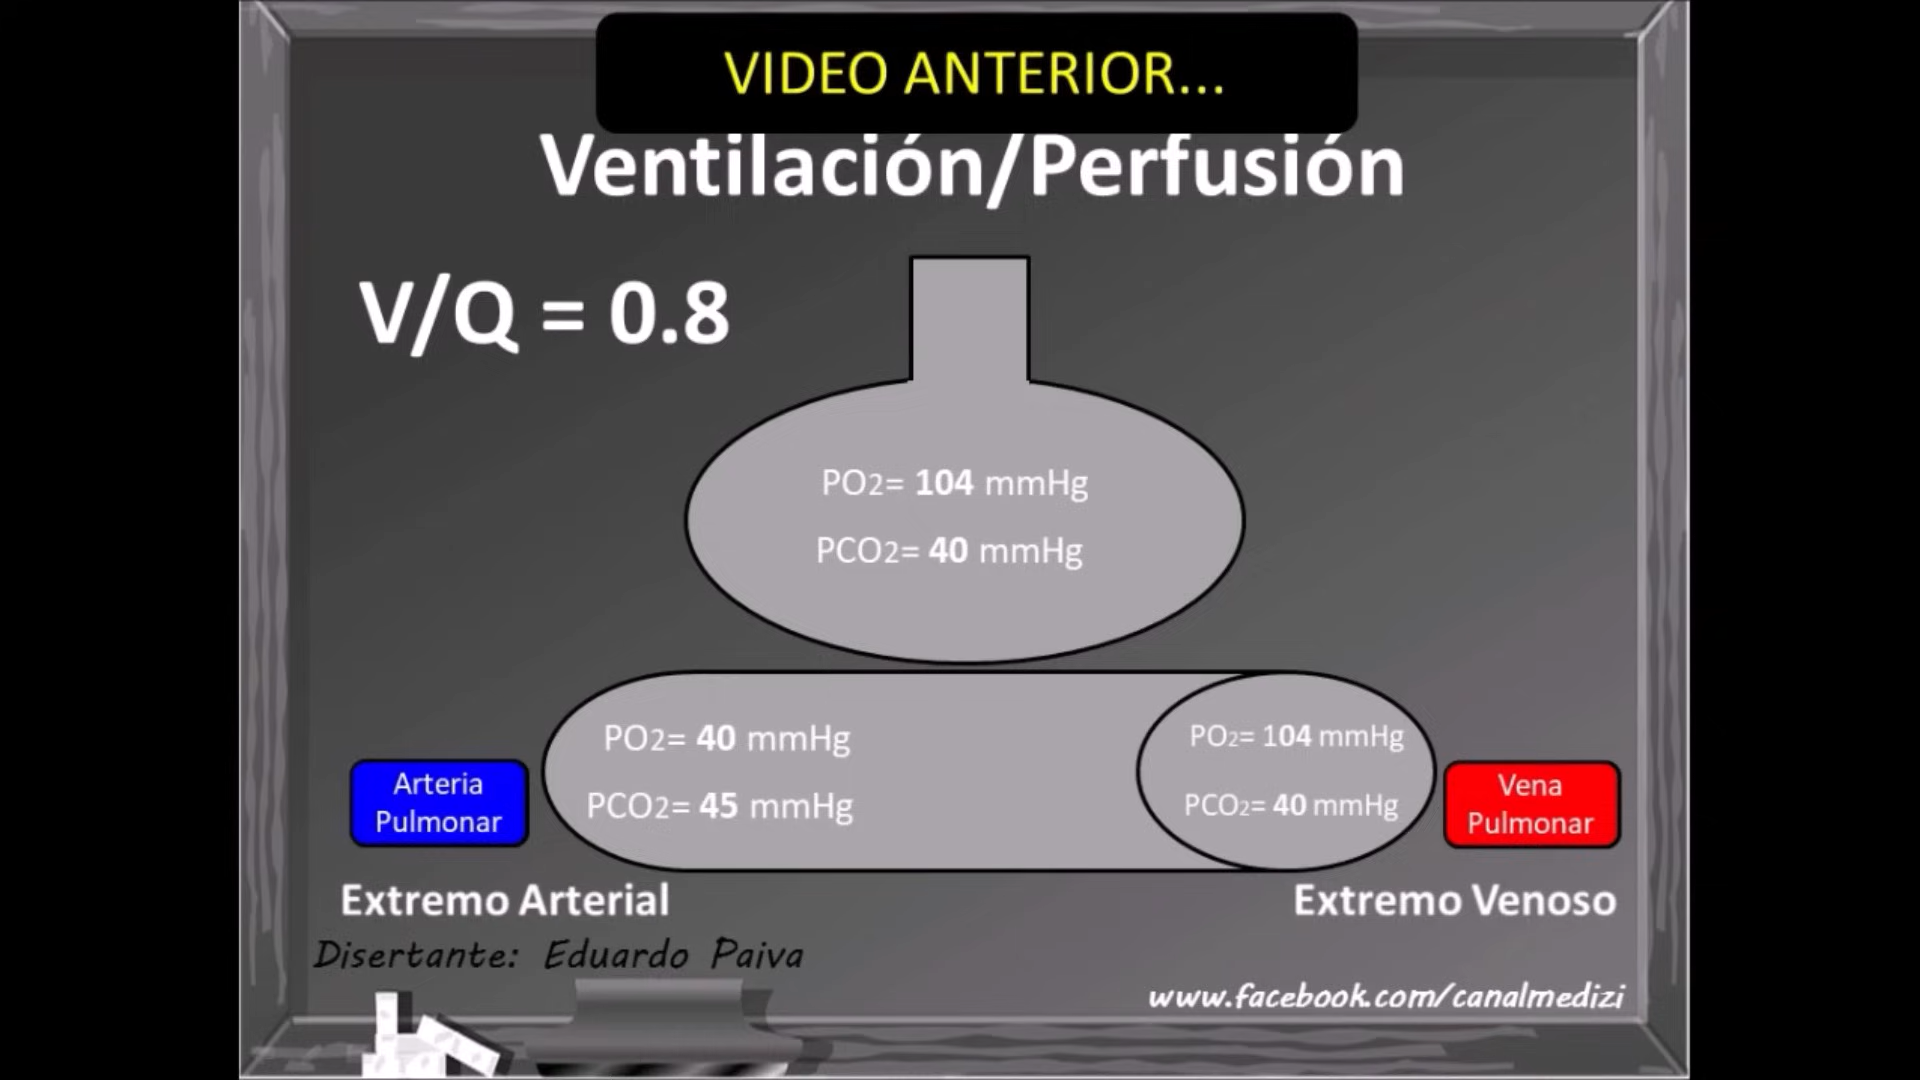 VIDEO ANTERIOR...
Ventilación/Perfusión
V/Q = 0.8
PO2= 104 mmHg
PCO2= 40 mmHg
PO2= 40 mmHg
PCO2= 45 mmHg
PO2= 104 mmHg
PCO2= 40 mmHg
Arteria
Pulmonar
Vena
Pulmonar
Extremo Arterial
Extremo Venoso
Disertante: Eduardo Paiva
www.facebook.com/canalmedizi